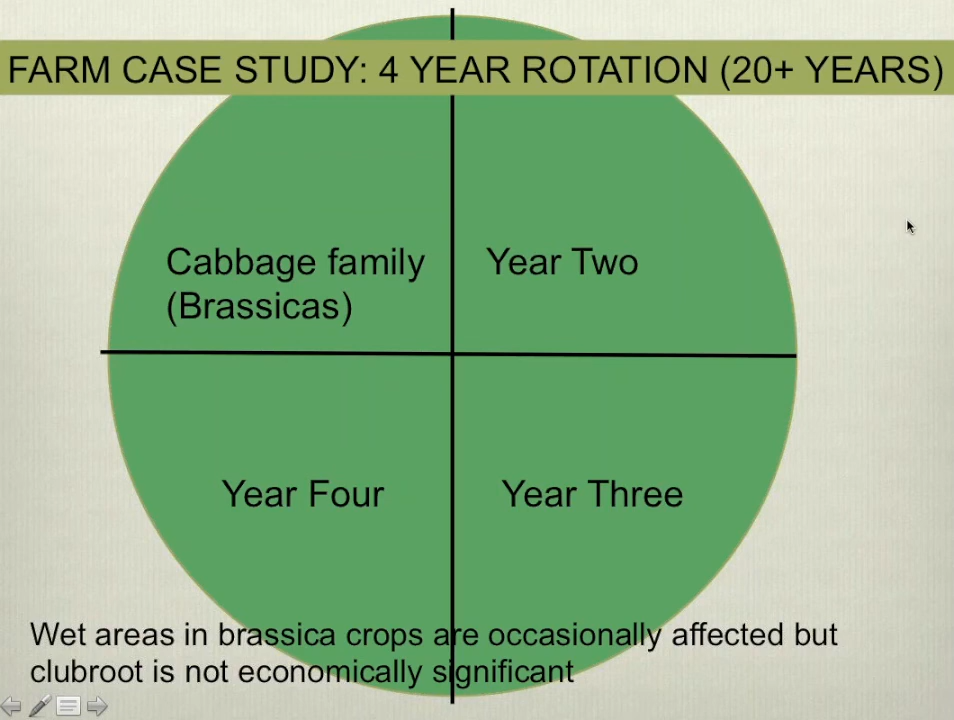 FARM CASE STUDY: 4 YEAR ROTATION (20+ YEARS)
Cabbage family
(Brassicas)
Year Two
Year Four
Year Three
Wet areas in brassica crops are occasionally affected but
clubroot is not economically significant